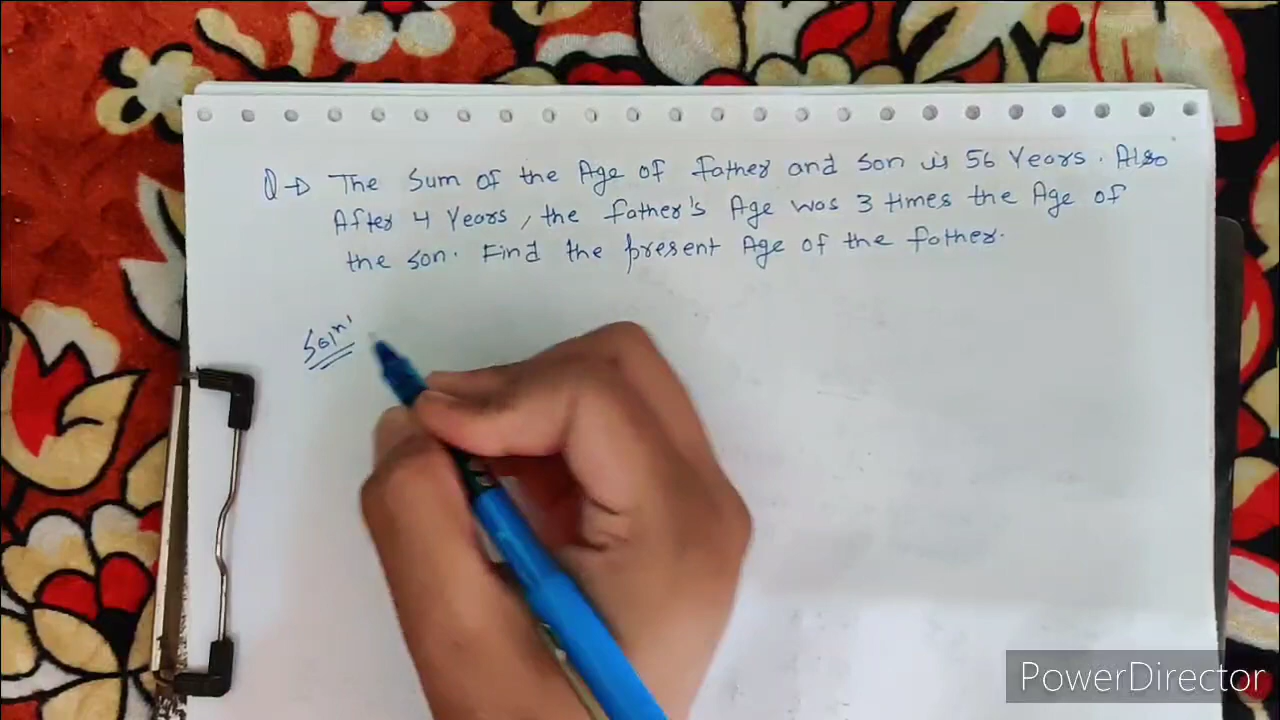 Q→ The Sum of the Age of father and Son is 56 Years. Also
After 4 Years, the father's Age was 3 times the Age of
the son. Find the present Age of the father.
Solⁿ.
PowerDirector